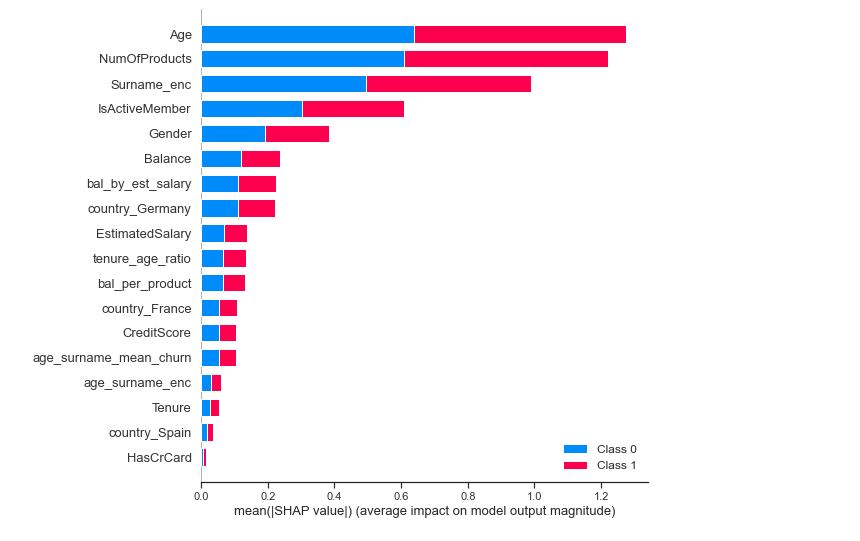 Age
NumOfProducts
Surname_enc
IsActiveMember
Gender
Balance
bal_by_est_salary
country_Germany
EstimatedSalary
tenure_age_ratio
bal_per_product
country_France
CreditScore
age_surname_mean_churn
age_surname_enc
Tenure
country_Spain
HasCrCard
Class 0
Class 1
0.0 0.2 0.4 0.6 0.8 1.0 1.2
mean(|SHAP value|) (average impact on model output magnitude)